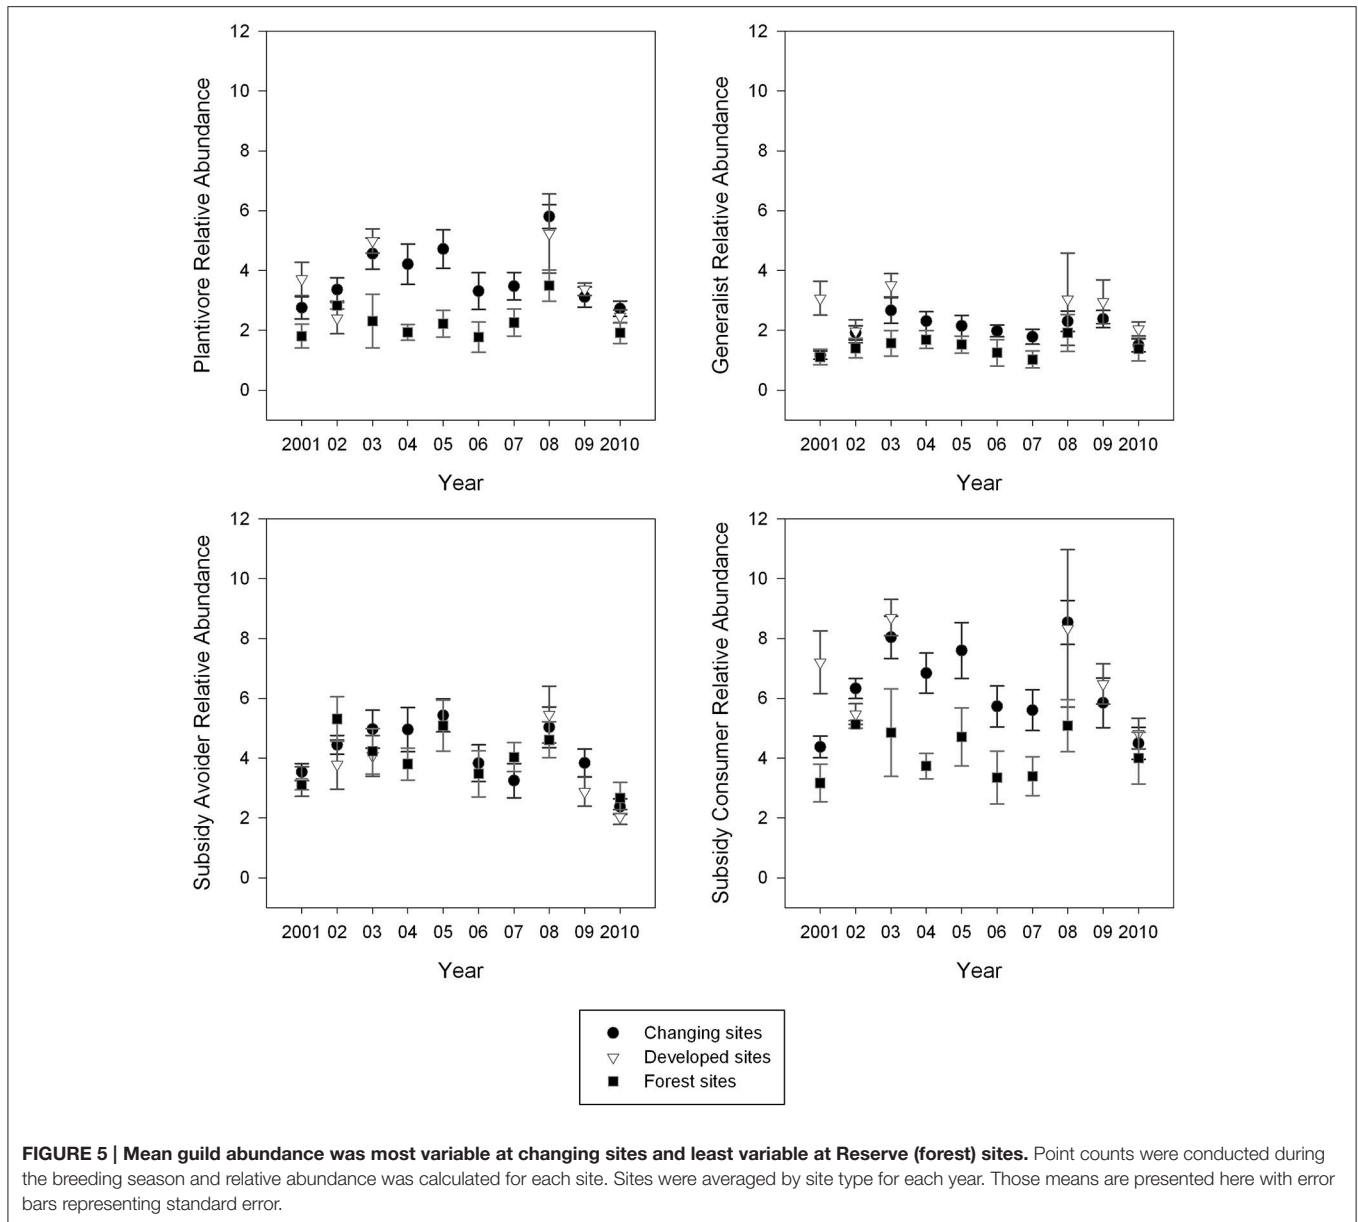 Plantivore Relative Abundance
12
10
8
6
4
2
0
2001 02 03 04 05 06 07 08 09 2010
Year
Generalist Relative Abundance
12
10
8
6
4
2
0
2001 02 03 04 05 06 07 08 09 2010
Year
Subsidy Avoider Relative Abundance
12
10
8
6
4
2
0
2001 02 03 04 05 06 07 08 09 2010
Year
Subsidy Consumer Relative Abundance
12
10
8
6
4
2
0
2001 02 03 04 05 06 07 08 09 2010
Year
Changing sites
Developed sites
Forest sites
FIGURE 5 | Mean guild abundance was most variable at changing sites and least variable at Reserve (forest) sites. Point counts were conducted during
the breeding season and relative abundance was calculated for each site. Sites were averaged by site type for each year. Those means are presented here with error
bars representing standard error.